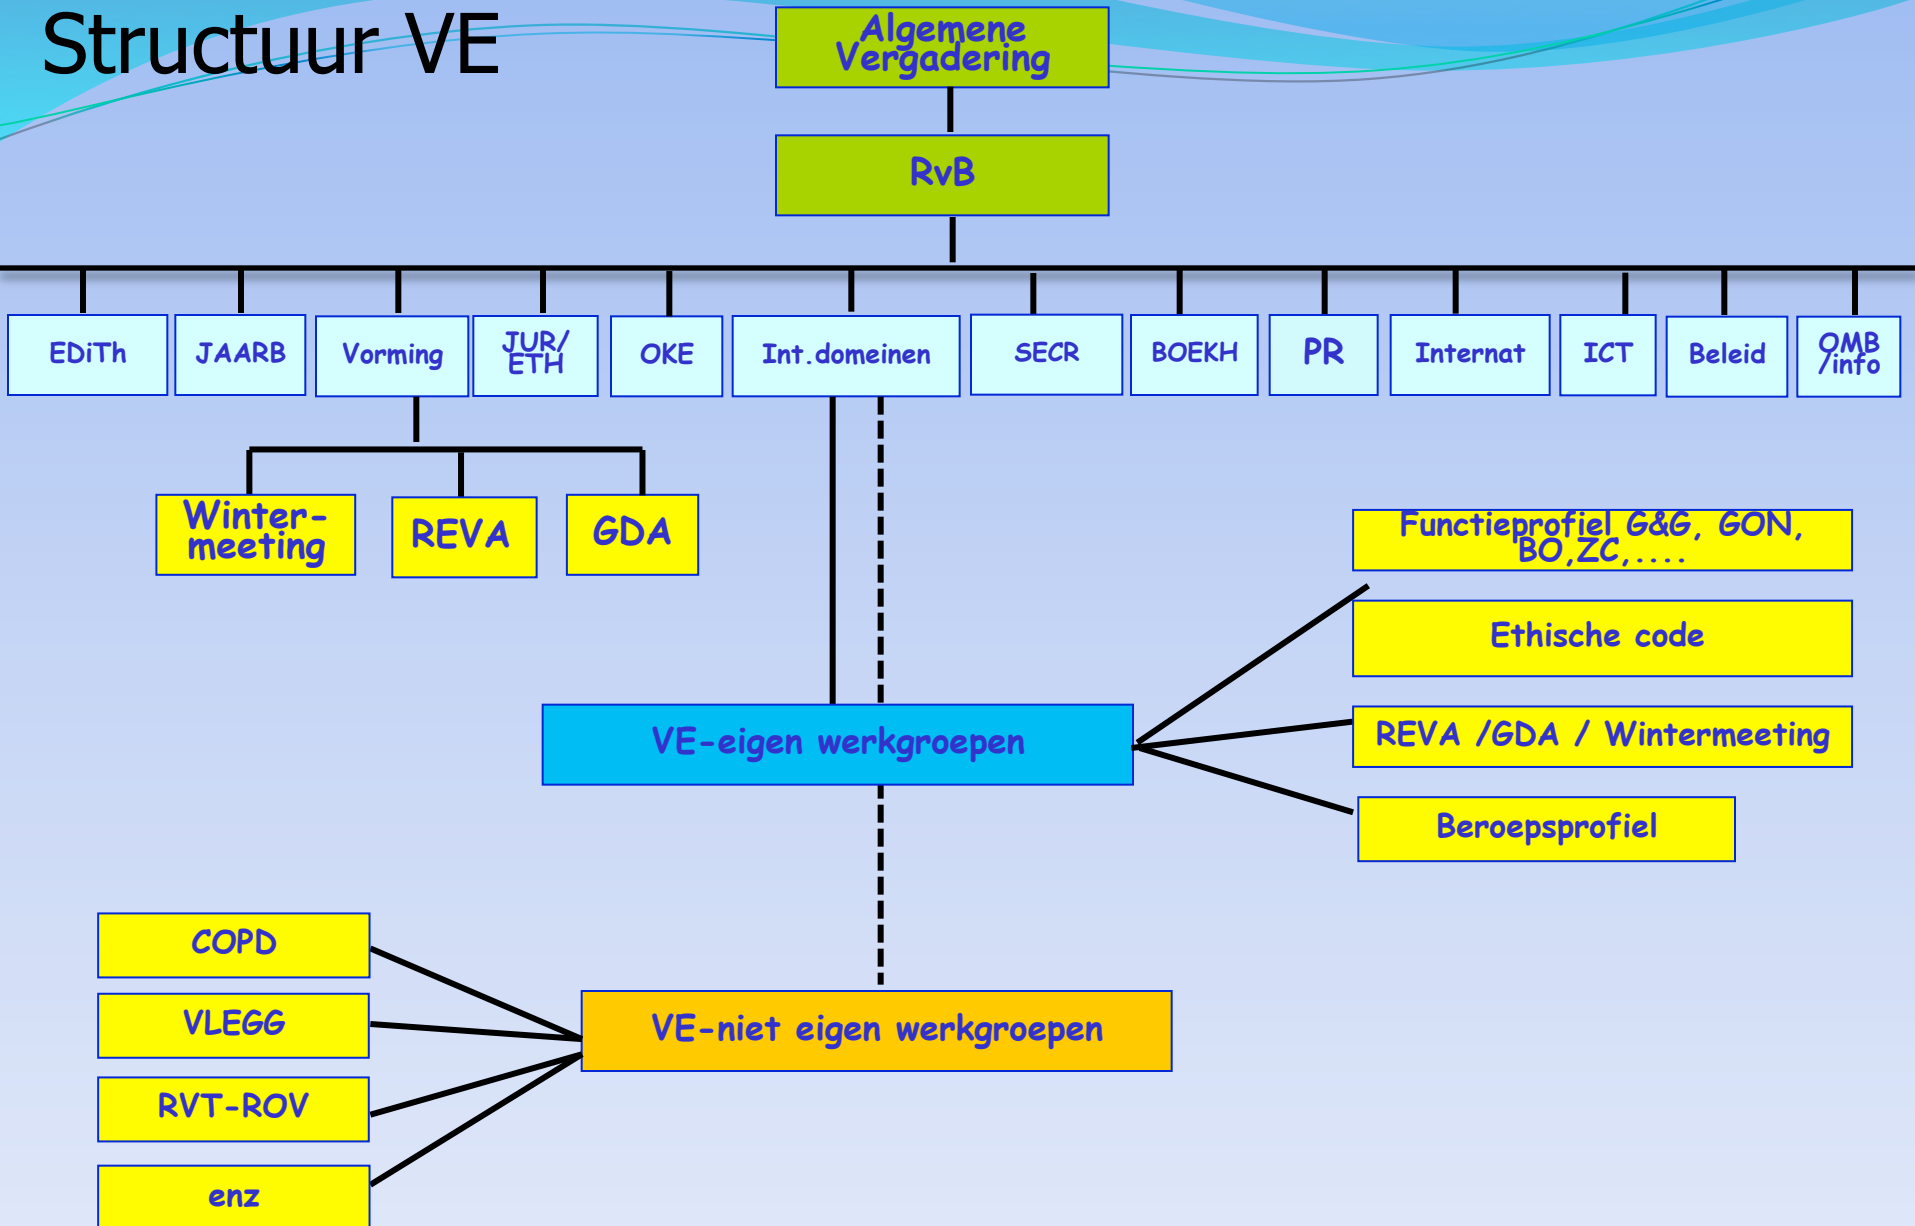 Structuur VE
Algemene
Vergadering
RvB
EDiTh
JAARB
Vorming
JUR/
ETH
OKE
Int.domeinen
SECR
BOEKH
PR
Internat
ICT
Beleid
OMB
/info
Winter-
meeting
REVA
GDA
Functieprofiel G&G, GON,
BO,ZC,....
Ethische code
REVA /GDA / Wintermeeting
Beroepsprofiel
VE-eigen werkgroepen
COPD
VLEGG
RVT-ROV
enz
VE-niet eigen werkgroepen